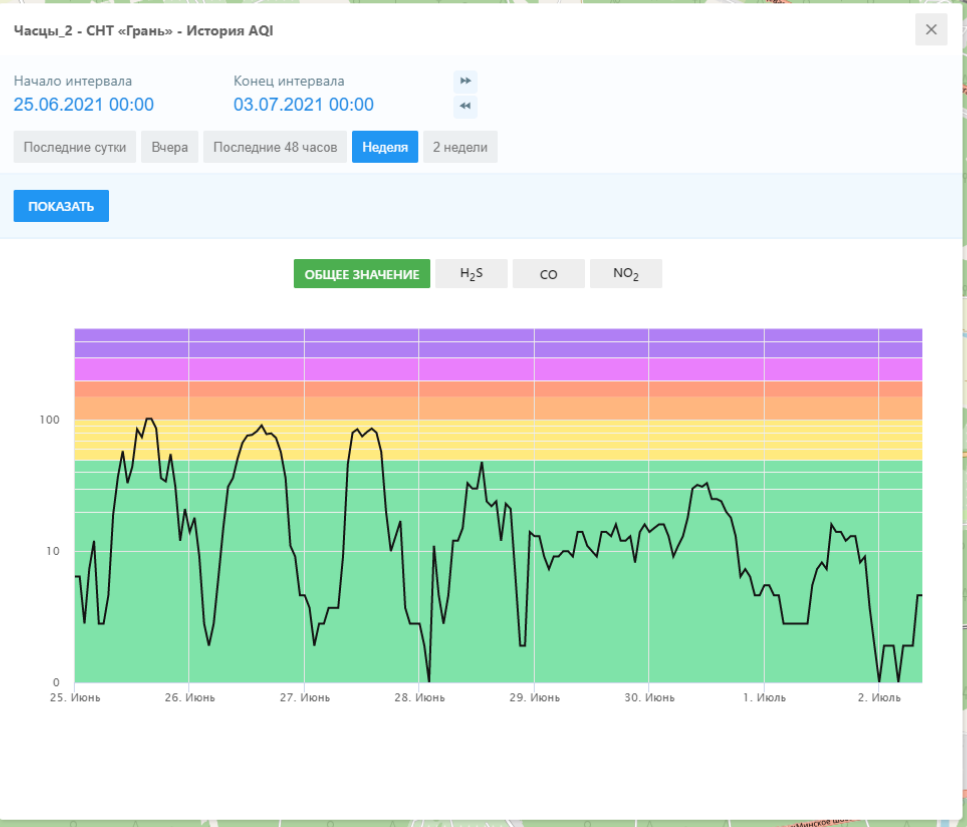 Часцы_2 - СНТ «Грань» - История AQI
Начало интервала Конец интервала
25.06.2021 00:00 03.07.2021 00:00
Последние сутки Вчера Последние 48 часов Неделя 2 недели
ПОКАЗАТЬ
ОБЩЕЕ ЗНАЧЕНИЕ H₂S CO NO₂
100
10
0
25. Июнь 26. Июнь 27. Июнь 28. Июнь 29. Июнь 30. Июнь 1. Июль 2. Июль